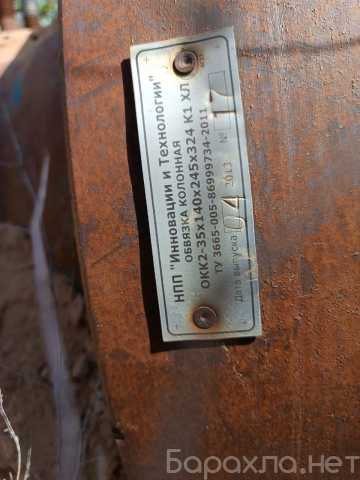 НПП "Инновации и Технологии"
ОБВЯЗКА КОЛОННАЯ
ОКК2-35х140х245х324 К1 ХЛ
ТУ 3665-005-86999734-2011
Дата выпуска 04 2013 № 17
Барахла.нет